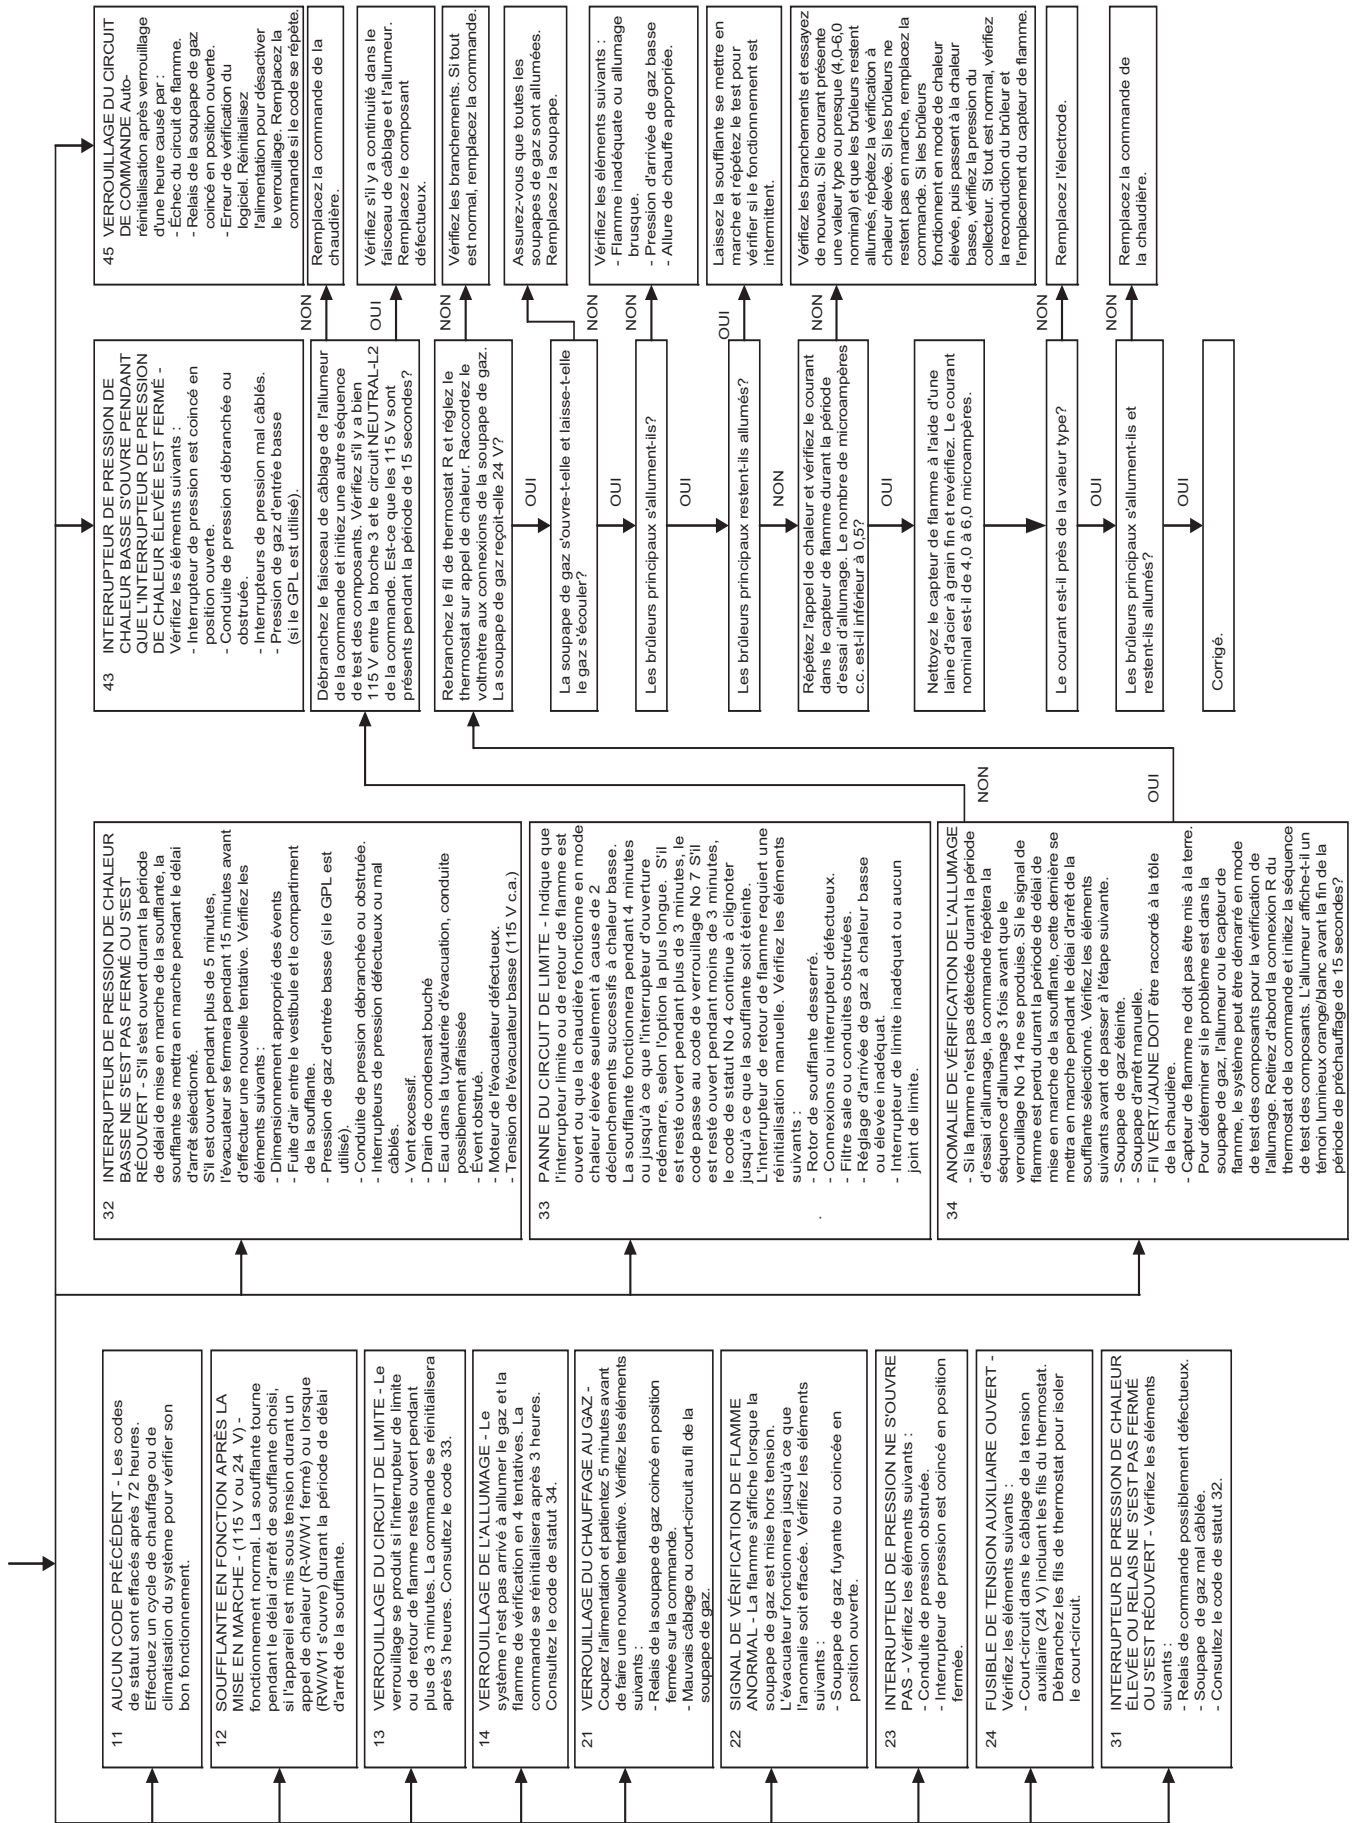 11 AUCUN CODE PRÉCÉDENT - Les codes
de statut sont effacés après 72 heures.
Effectuez un cycle de chauffage ou de
climatisation du système pour vérifier son
bon fonctionnement.
12 SOUFFLANTE EN FONCTION APRÈS LA
MISE EN MARCHE - (115 V ou 24 V) -
fonctionnement normal. La soufflante tourne
pendant le délai d'arrêt de soufflante choisi,
si l'appareil est mis sous tension durant un
appel de chaleur (R-W/W1 fermé) ou lorsque
(RW/W1 s'ouvre) durant la période de délai
d'arrêt de la soufflante.
13 VERROUILLAGE DU CIRCUIT DE LIMITE - Le
verrouillage se produit si l'interrupteur de limite
ou de retour de flamme reste ouvert pendant
plus de 3 minutes. La commande se réinitialisera
après 3 heures. Consultez le code 33.
14 VERROUILLAGE DE L'ALLUMAGE - Le
système n'est pas arrivé à allumer le gaz et la
flamme de vérification en 4 tentatives. La
commande se réinitialisera après 3 heures.
Consultez le code de statut 34.
21 VERROUILLAGE DU CHAUFFAGE AU GAZ -
Coupez l'alimentation et patientez 5 minutes avant
de faire une nouvelle tentative. Vérifiez les éléments
suivants :
- Relais de la soupape de gaz coincé en position
fermée sur la commande.
- Mauvais câblage ou court-circuit au fil de la
soupape de gaz.
22 SIGNAL DE VÉRIFICATION DE FLAMME
ANORMAL - La flamme s'affiche lorsque la
soupape de gaz est mise hors tension.
L'évacuateur fonctionnera jusqu'à ce que
l'anomalie soit effacée. Vérifiez les éléments
suivants :
- Soupape de gaz fuyante ou coincée en
position ouverte.
23 INTERRUPTEUR DE PRESSION NE S'OUVRE
PAS - Vérifiez les éléments suivants :
- Conduite de pression obstruée.
- Interrupteur de pression est coincé en position
fermée.
24 FUSIBLE DE TENSION AUXILIAIRE OUVERT -
Vérifiez les éléments suivants :
- Court-circuit dans le câblage de la tension
auxiliaire (24 V) incluant les fils du thermostat.
Débranchez les fils de thermostat pour isoler
le court-circuit.
31 INTERRUPTEUR DE PRESSION DE CHALEUR
ÉLEVÉE OU RELAIS NE S'EST PAS FERMÉ
OU S'EST RÉOUVERT - Vérifiez les éléments
suivants :
- Relais de commande possiblement défectueux.
- Soupape de gaz mal câblée.
- Consultez le code de statut 32.
32 INTERRUPTEUR DE PRESSION DE CHALEUR
BASSE NE S'EST PAS FERMÉ OU S'EST
RÉOUVERT - S'il s'est ouvert durant la période
de délai de mise en marche de la soufflante, la
soufflante se mettra en marche pendant le délai
d'arrêt sélectionné.
S'il est ouvert pendant plus de 5 minutes,
l'évacuateur se fermera pendant 15 minutes avant
d'effectuer une nouvelle tentative. Vérifiez les
éléments suivants :
- Dimensionnement approprié des évents
- Fuite d'air entre le vestibule et le compartiment
de la soufflante.
- Pression de gaz d'entrée basse (si le GPL est
utilisé).
- Conduite de pression débranchée ou obstruée.
- Interrupteurs de pression défectueux ou mal
câblés.
- Vent excessif.
- Drain de condensat bouché
- Eau dans la tuyauterie d'évacuation, conduite
possiblement affaissée
- Évent obstrué.
- Moteur de l'évacuateur défectueux.
- Tension de l'évacuateur basse (115 V c.a.)
33 PANNE DU CIRCUIT DE LIMITE - Indique que
l'interrupteur limite ou de retour de flamme est
ouvert ou que la chaudière fonctionne en mode
chaleur élevée seulement à cause de 2
déclenchements successifs à chaleur basse.
La soufflante fonctionnera pendant 4 minutes
ou jusqu'à ce que l'interrupteur d'ouverture
redémarre, selon l'option la plus longue. S'il
est resté ouvert pendant plus de 3 minutes, le
code passe au code de verrouillage No 7 S'il
est resté ouvert pendant moins de 3 minutes,
le code de statut No 4 continue à clignoter
jusqu'à ce que la soufflante soit éteinte.
L'interrupteur de retour de flamme requiert une
réinitialisation manuelle. Vérifiez les éléments
suivants :
- Rotor de soufflante desserré.
- Connexions ou interrupteur défectueux.
- Filtre sale ou conduites obstruées.
- Réglage d'arrivée de gaz à chaleur basse
ou élevée inadéquat.
- Interrupteur de limite inadéquat ou aucun
joint de limite.
34 ANOMALIE DE VÉRIFICATION DE L'ALLUMAGE
- Si la flamme n'est pas détectée durant la période
d'essai d'allumage, la commande répétera la
séquence d'allumage 3 fois avant que le
verrouillage No 14 ne se produise. Si le signal de
flamme est perdu durant la période de délai de
mise en marche de la soufflante, cette dernière se
mettra en marche pendant le délai d'arrêt de la
soufflante sélectionné. Vérifiez les éléments
suivants avant de passer à l'étape suivante.
- Soupape de gaz éteinte.
- Soupape d'arrêt manuelle.
- Fil VERT/JAUNE DOIT être raccordé à la tôle
de la chaudière.
- Capteur de flamme ne doit pas être mis à la terre.
Pour déterminer si le problème est dans la
soupape de gaz, l'allumeur ou le capteur de
flamme, le système peut être démarré en mode
de test des composants pour la vérification de
l'allumage. Retirez d'abord la connexion R du
thermostat de la commande et initiez la séquence
de test des composants. L'allumeur affiche-t-il un
témoin lumineux orange/blanc avant la fin de la
période de préchauffage de 15 secondes?
NON
OUI
43 INTERRUPTEUR DE PRESSION DE
CHALEUR BASSE S'OUVRE PENDANT
QUE L'INTERRUPTEUR DE PRESSION
DE CHALEUR ÉLEVÉE EST FERMÉ -
Vérifiez les éléments suivants :
- Interrupteur de pression est coincé en
position ouverte.
- Conduite de pression débranchée ou
obstruée.
- Interrupteurs de pression mal câblés.
- Pression de gaz d'entrée basse
(si le GPL est utilisé).
Débranchez le faisceau de câblage de l'allumeur
de la commande et initiez une autre séquence
de test des composants. Vérifiez s'il y a bien
115 V entre la broche 3 et le circuit NEUTRAL-L2
de la commande. Est-ce que les 115 V sont
présents pendant la période de 15 secondes?
NON
OUI
Rebranchez le fil de thermostat R et réglez le
thermostat sur appel de chaleur. Raccordez le
voltmètre aux connexions de la soupape de gaz.
La soupape de gaz reçoit-elle 24 V?
NON
OUI
La soupape de gaz s'ouvre-t-elle et laisse-t-elle
le gaz s'écouler?
NON
OUI
Les brûleurs principaux s'allument-ils?
NON
OUI
Les brûleurs principaux restent-ils allumés?
OUI
NON
Répétez l'appel de chaleur et vérifiez le courant
dans le capteur de flamme durant la période
d'essai d'allumage. Le nombre de microampères
c.c. est-il inférieur à 0,5?
NON
OUI
Nettoyez le capteur de flamme à l'aide d'une
laine d'acier à grain fin et revérifiez. Le courant
nominal est-il de 4,0 à 6,0 microampères.
Le courant est-il près de la valeur type?
NON
OUI
Les brûleurs principaux s'allument-ils et
restent-ils allumés?
NON
OUI
Corrigé.
45 VERROUILLAGE DU CIRCUIT
DE COMMANDE Auto-
réinitialisation après verrouillage
d'une heure causé par :
- Échec du circuit de flamme.
- Relais de la soupape de gaz
coincé en position ouverte.
- Erreur de vérification du
logiciel. Réinitialisez
l'alimentation pour désactiver
le verrouillage. Remplacez la
commande si le code se répète.
Remplacez la commande de la
chaudière.
Vérifiez s'il y a continuité dans le
faisceau de câblage et l'allumeur.
Remplacez le composant
défectueux.
Vérifiez les branchements. Si tout
est normal, remplacez la commande.
Assurez-vous que toutes les
soupapes de gaz sont allumées.
Remplacez la soupape.
Vérifiez les éléments suivants :
- Flamme inadéquate ou allumage
brusque.
- Pression d'arrivée de gaz basse
- Allure de chauffe appropriée.
Laissez la soufflante se mettre en
marche et répétez le test pour
vérifier si le fonctionnement est
intermittent.
Vérifiez les branchements et essayez
de nouveau. Si le courant présente
une valeur type ou presque (4,0-6,0
nominal) et que les brûleurs restent
allumés, répétez la vérification à
chaleur élevée. Si les brûleurs ne
restent pas en marche, remplacez la
commande. Si les brûleurs
fonctionnent en mode de chaleur
élevée, puis passent à la chaleur
basse, vérifiez la pression du
collecteur. Si tout est normal, vérifiez
la reconduction du brûleur et
l'emplacement du capteur de flamme.
Remplacez l'électrode.
Remplacez la commande de
la chaudière.